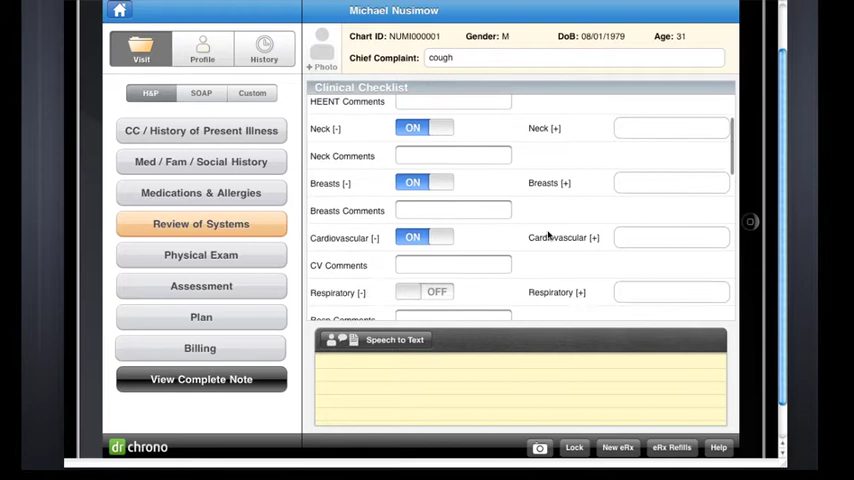 Michael Nusimow
Chart ID: NUMI000001 Gender: M DoB: 08/01/1979 Age: 31
+ Photo
Chief Complaint: cough
Visit Profile History
H&P SOAP Custom
CC / History of Present Illness
Med / Fam / Social History
Medications & Allergies
Review of Systems
Physical Exam
Assessment
Plan
Billing
View Complete Note
Clinical Checklist
HEENT Comments
Neck [-] ON Neck [+]
Neck Comments
Breasts [-] ON Breasts [+]
Breasts Comments
Cardiovascular [-] ON Cardiovascular [+]
CV Comments
Respiratory [-] OFF Respiratory [+]
Resp Comments
Speech to Text
dr chrono
Lock New eRx eRx Refills Help